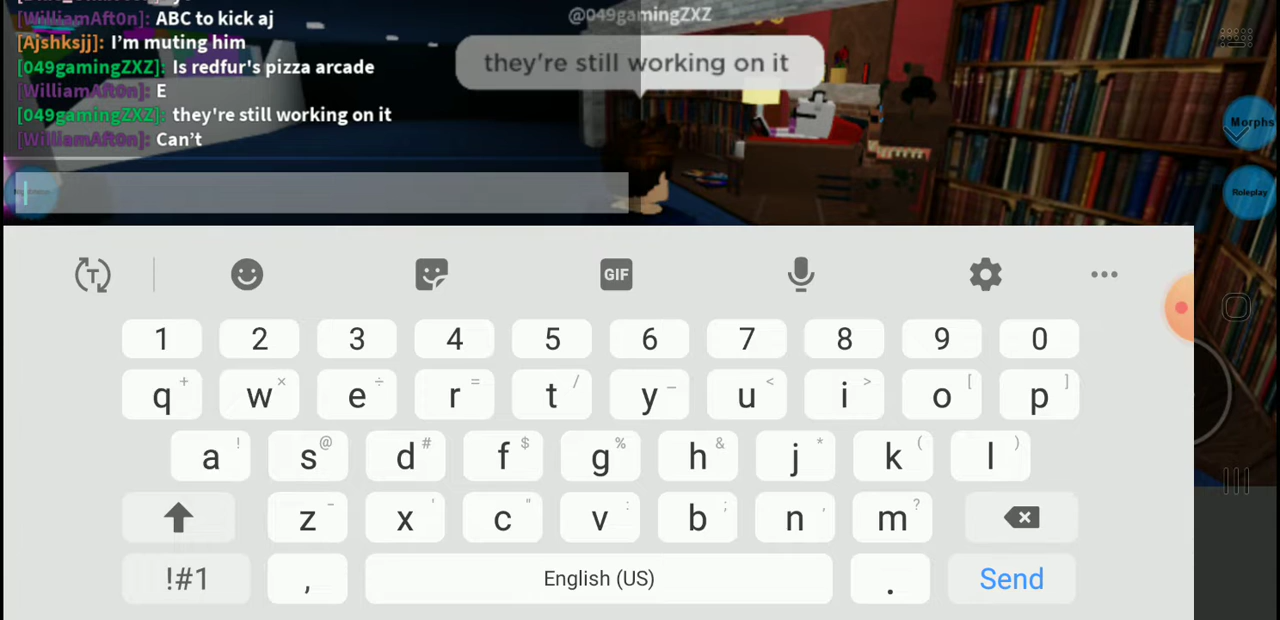 [WilliamAft0n]: ABC to kick aj
@049gamingZXZ
[Ajshksjj]: I'm muting him
[049gamingZXZ]: Is redfur's pizza arcade
they're still working on it
[WilliamAft0n]: E
[049gamingZXZ]: they're still working on it
[WilliamAft0n]: Can't
Morphs
Roleplay
T
GIF
1 2 3 4 5 6 7 8 9 0
q + w × e ÷ r = t / y _ u < i > o [ p ]
a ! s @ d # f $ g % h & j * k ( l )
z - x ' c " v : b ; n , m ?
!#1 , English (US) . Send